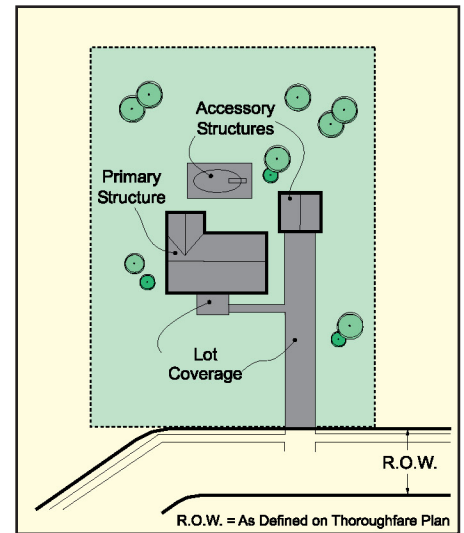 Accessory
Structures
Primary
Structure
Lot
Coverage
R.O.W.
R.O.W. = As Defined on Thoroughfare Plan